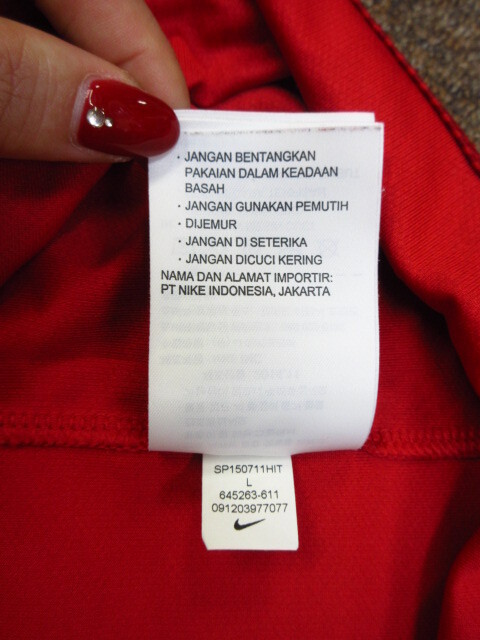 · JANGAN BENTANGKAN
PAKAIAN DALAM KEADAAN
BASAH
· JANGAN GUNAKAN PEMUTIH
· DIJEMUR
· JANGAN DI SETERIKA
· JANGAN DICUCI KERING
NAMA DAN ALAMAT IMPORTIR:
PT NIKE INDONESIA, JAKARTA
SP150711HIT
L
645263-611
091203977077